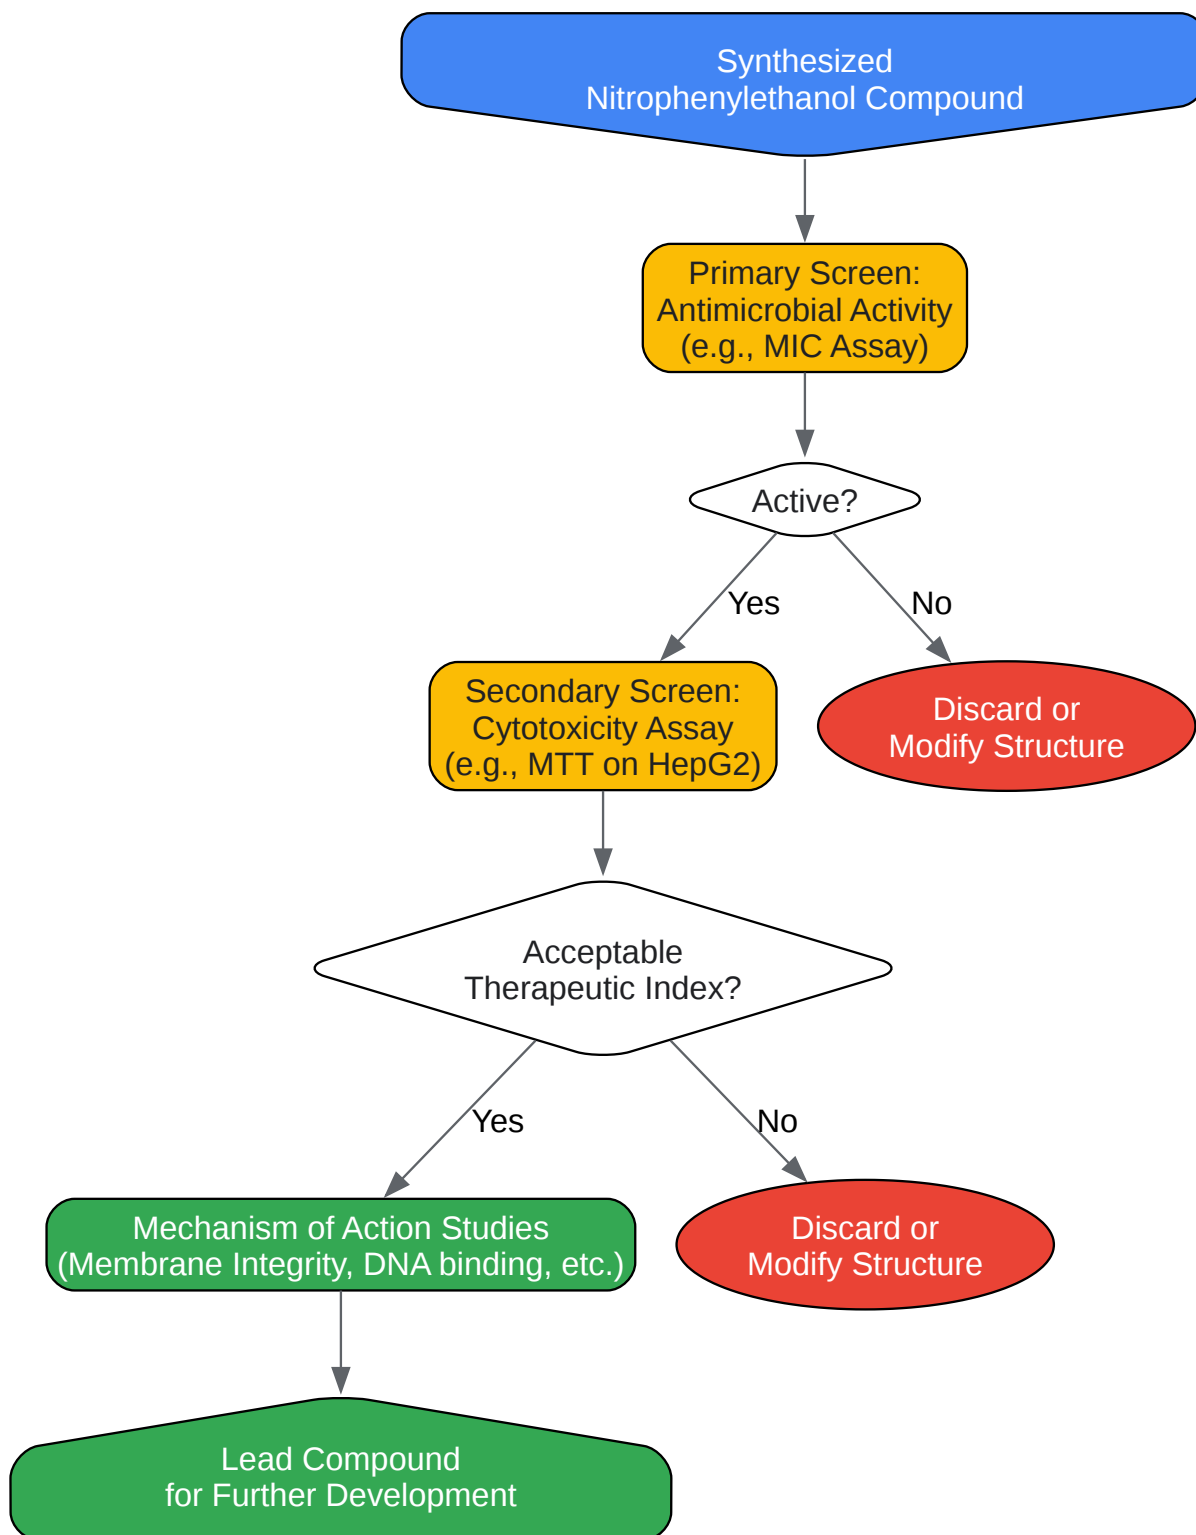 Synthesized
Nitrophenylethanol Compound
Primary Screen:
Antimicrobial Activity
(e.g., MIC Assay)
Active?
Yes
No
Secondary Screen:
Cytotoxicity Assay
(e.g., MTT on HepG2)
Discard or
Modify Structure
Acceptable
Therapeutic Index?
Yes
No
Mechanism of Action Studies
(Membrane Integrity, DNA binding, etc.)
Discard or
Modify Structure
Lead Compound
for Further Development